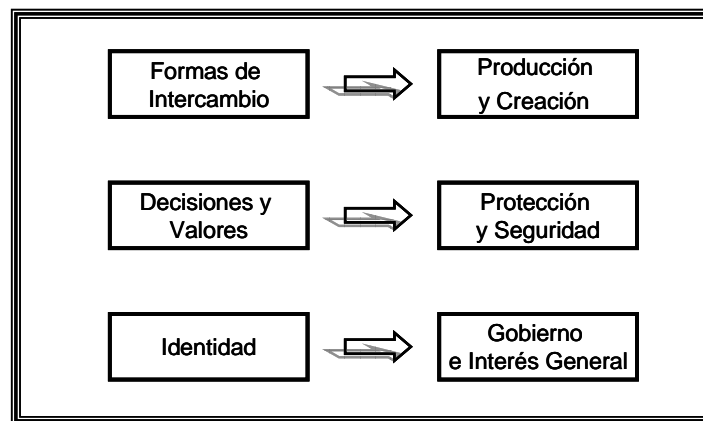 Formas de
Intercambio
Producción
y Creación
Decisiones y
Valores
Protección
y Seguridad
Identidad
Gobierno
e Interés General